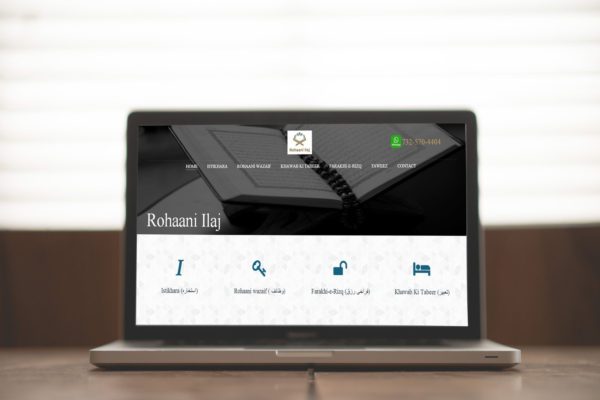 Rohaani Ilaj
732-570-4404
HOME ISTIKHARA ROHAANI WAZAIF KHAWAB KI TABEER FARAKHI-E-RIZQ TAWEEZ CONTACT
Rohaani Ilaj
I
Istikhara (استخارہ)
Rohaani wazaif (وظائف)
Farakhi-e-Rizq (فراخی رزق)
Khawab Ki Tabeer (تعبیر)